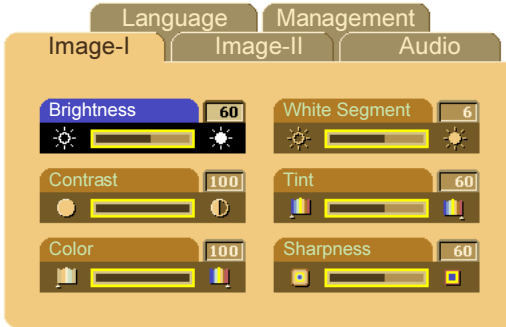 Language Management
Image-I Image-II Audio
Brightness 60 White Segment 6
Contrast 100 Tint 60
Color 100 Sharpness 60